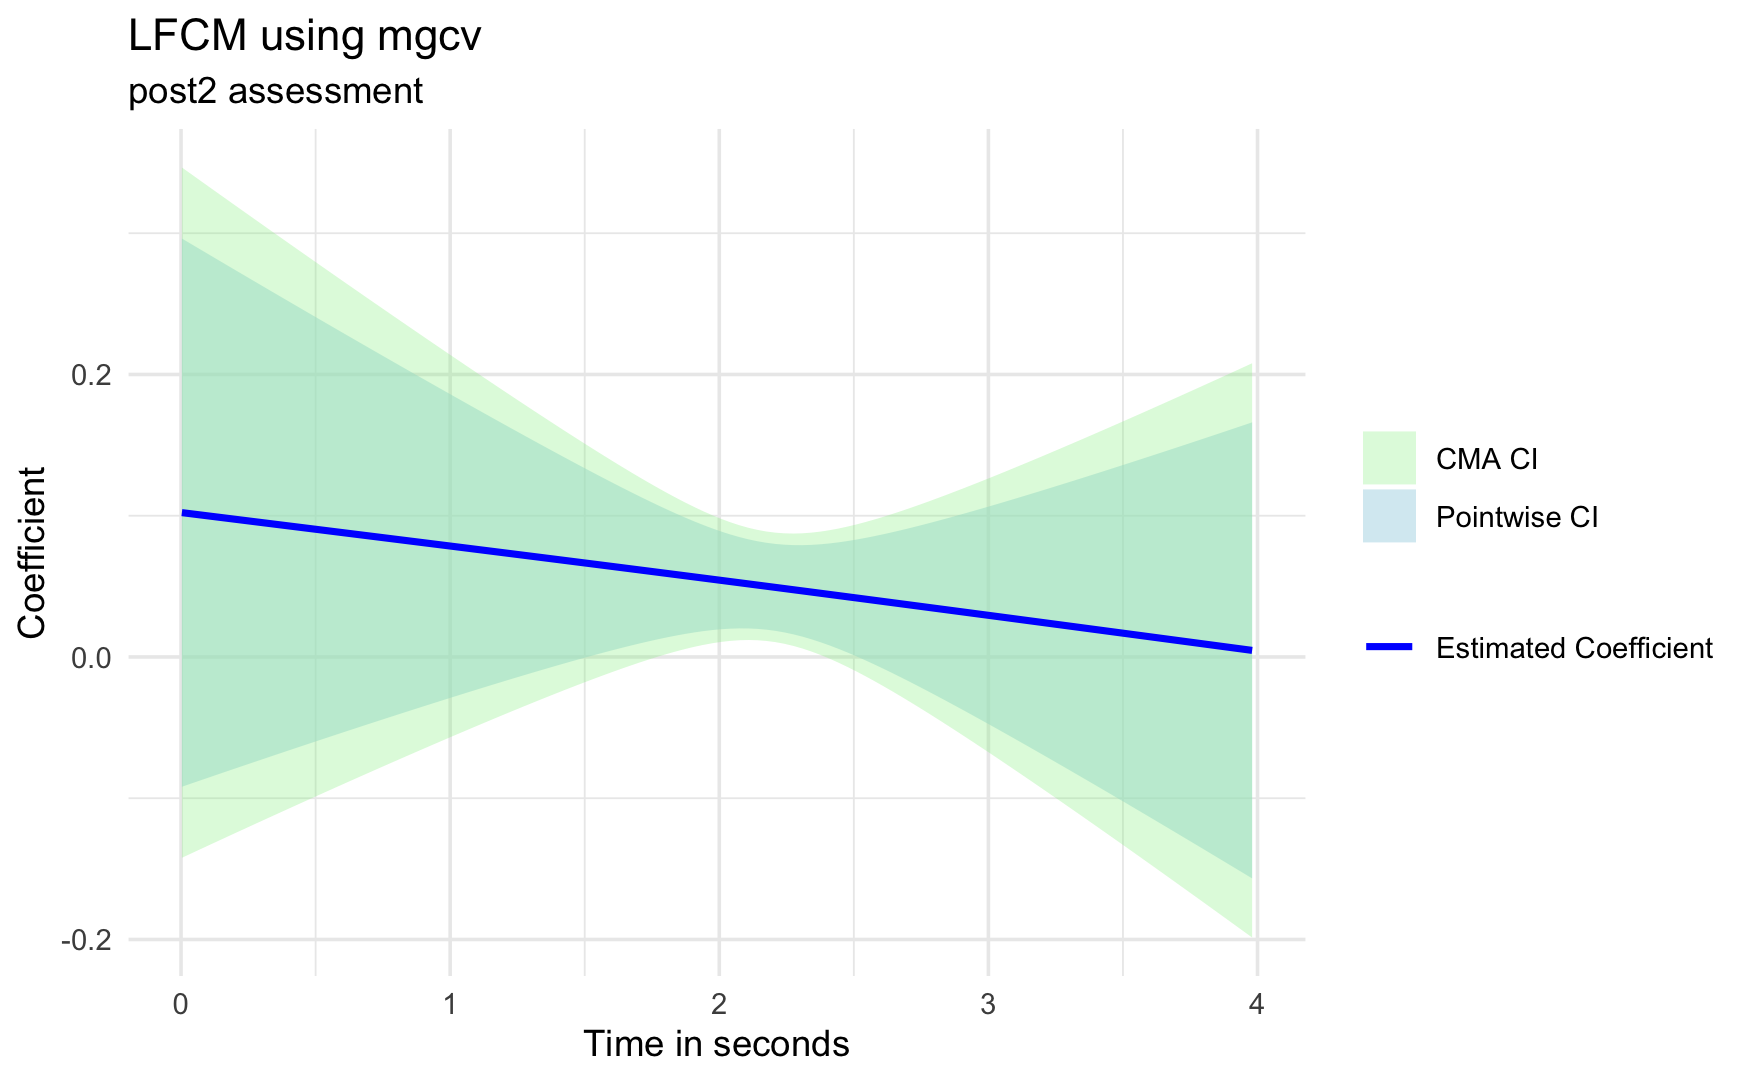 LFCM using mgcv
post2 assessment
Coefficient
0.2
0.0
-0.2
0
1
2
3
4
Time in seconds
CMA CI
Pointwise CI
Estimated Coefficient